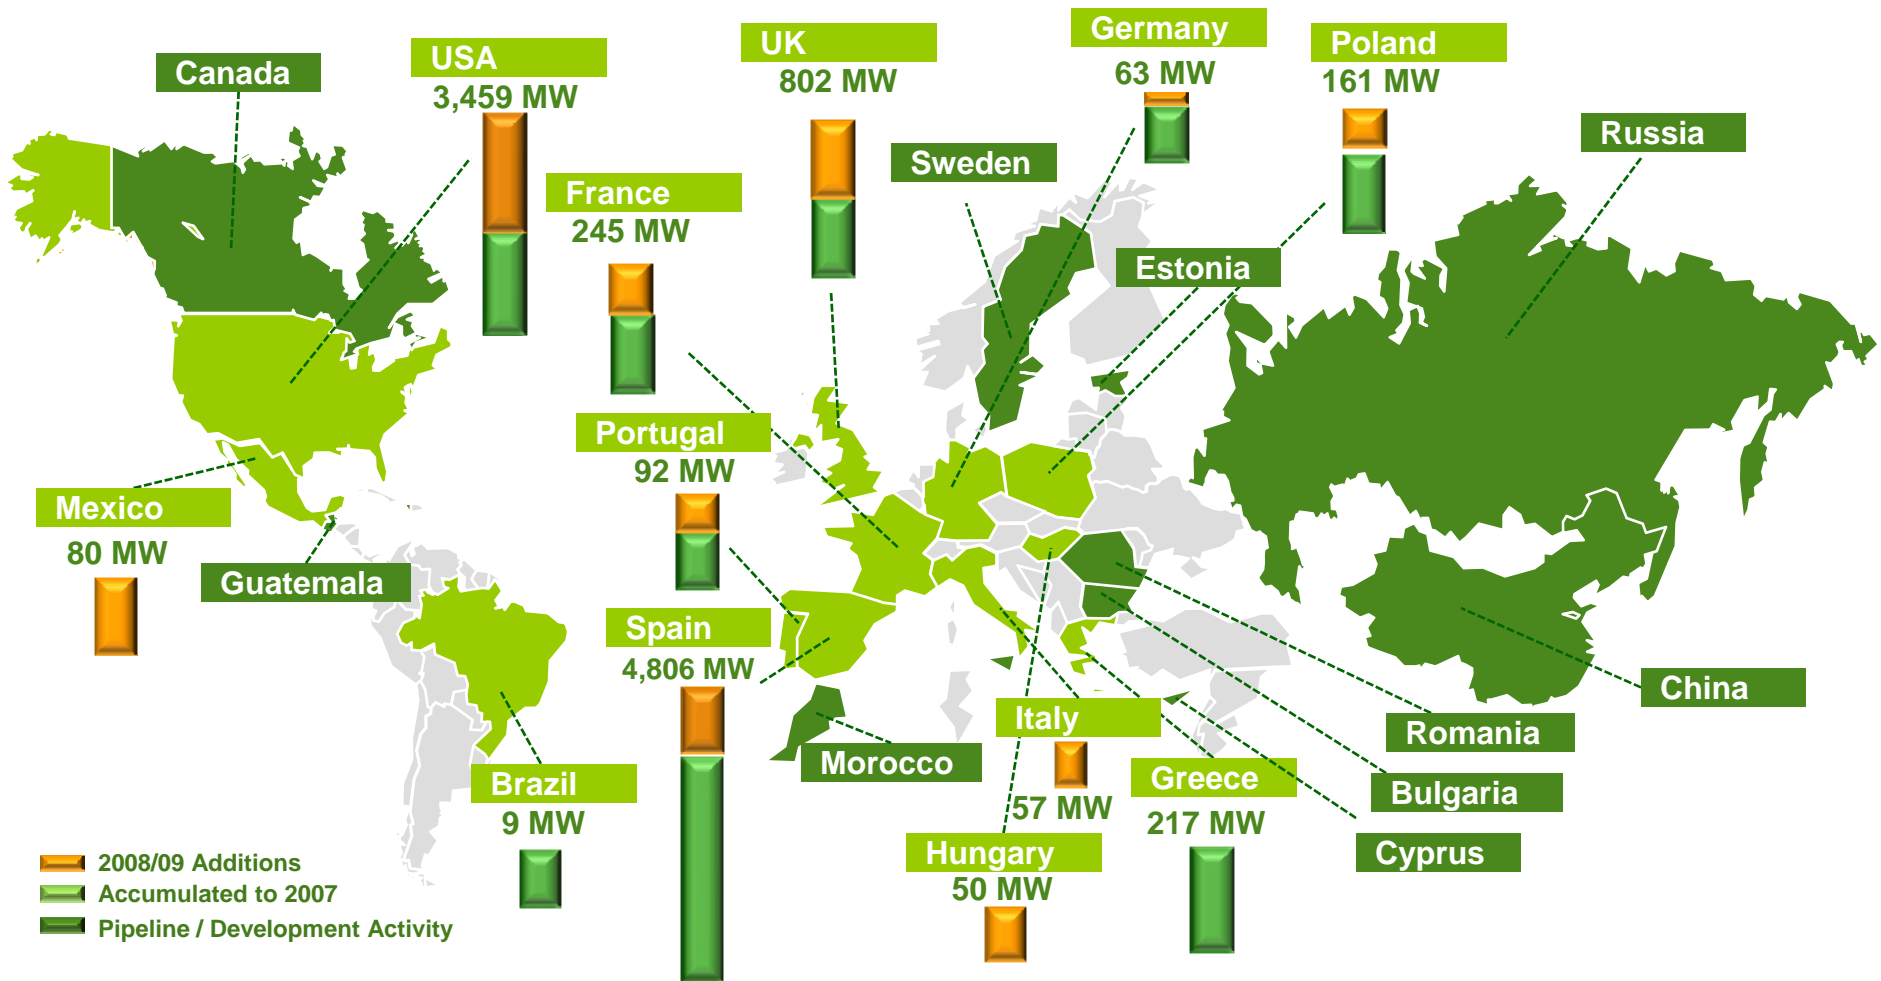 Canada
USA
3,459 MW
UK
802 MW
Germany
63 MW
Poland
161 MW
Russia
Sweden
France
245 MW
Estonia
Portugal
92 MW
Mexico
80 MW
Guatemala
Spain
4,806 MW
Italy
57 MW
China
Romania
Morocco
Brazil
9 MW
Greece
217 MW
Bulgaria
Hungary
50 MW
Cyprus
2008/09 Additions
Accumulated to 2007
Pipeline / Development Activity